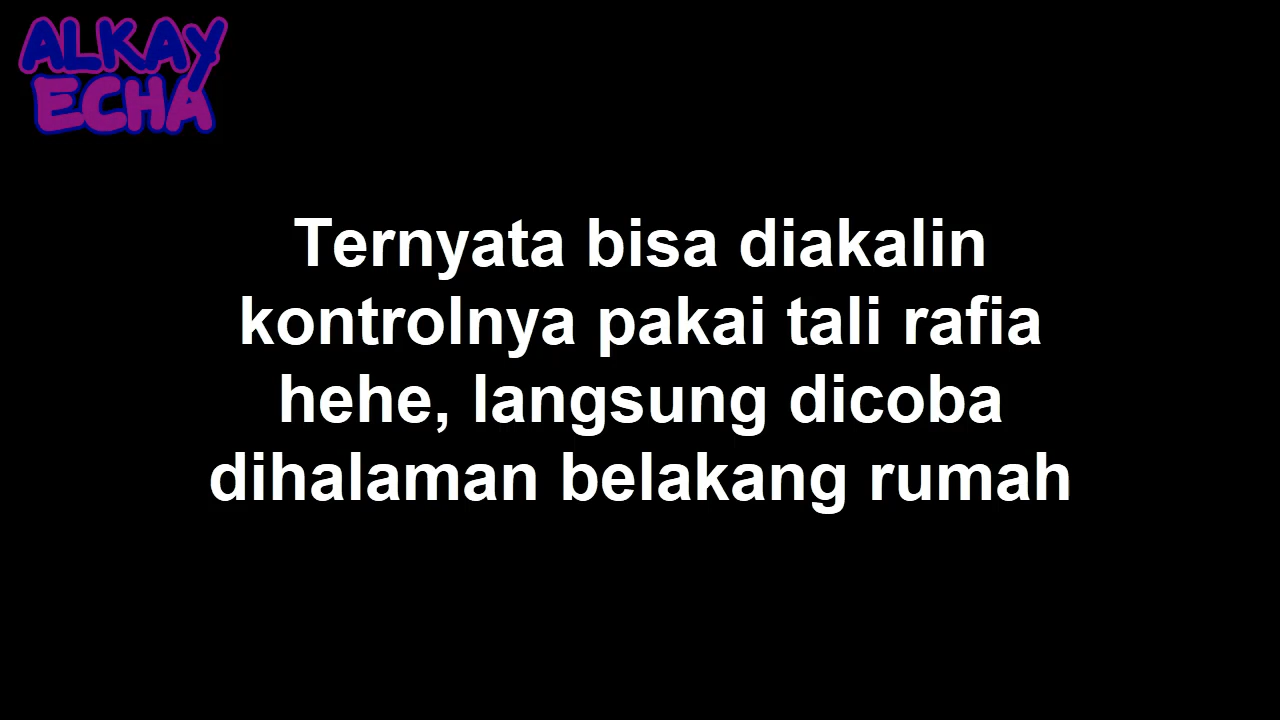 ALKAY
ECHA
Ternyata bisa diakalin
kontrolnya pakai tali rafia
hehe, langsung dicoba
dihalaman belakang rumah